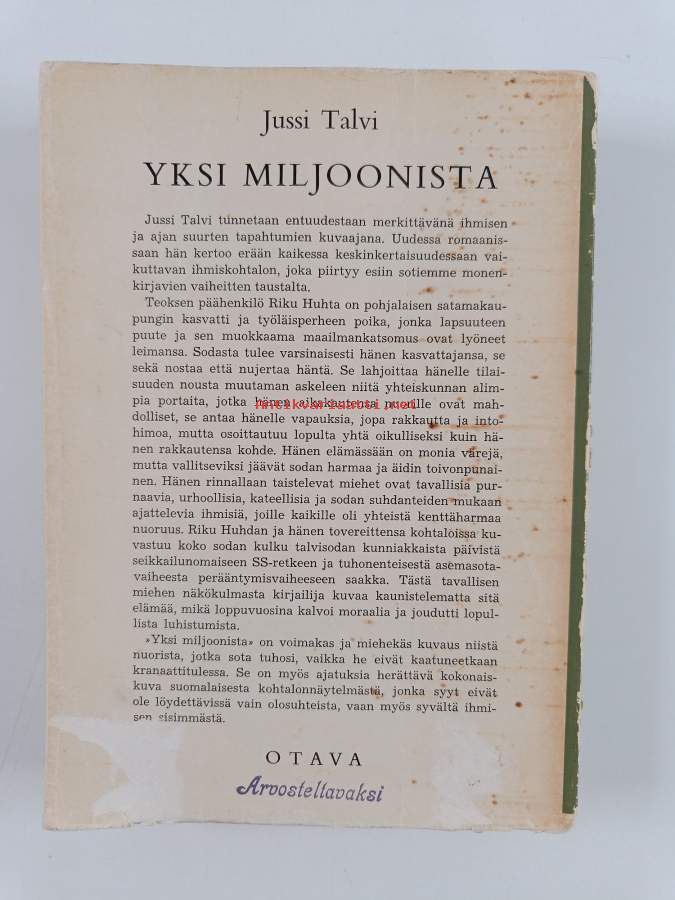 Jussi Talvi
YKSI MILJOONISTA
Jussi Talvi tunnetaan entuudestaan merkittävänä ihmisen
ja ajan suurten tapahtumien kuvaajana. Uudessa romaanis-
saan hän kertoo erään kaikessa keskinkertaisuudessaan vai-
kuttavan ihmiskohtalon, joka piirtyy esiin sotiemme monen-
kirjavien vaiheitten taustalta.
Teoksen päähenkilö Riku Huhta on pohjalaisen satamakau-
pungin kasvatti ja työläisperheen poika, jonka lapsuuteen
puute ja sen muokkaama maailmankatsomus ovat lyöneet
leimansa. Sodasta tulee varsinaisesti hänen kasvattajansa, se
sekä nostaa että nujertaa häntä. Se lahjoittaa hänelle tilai-
suuden nousta muutaman askeleen niitä yhteiskunnan alim-
pia portaita, jotka hänen aikakautensa nuorille ovat mah-
dolliset, se antaa hänelle vapauksia, jopa rakkautta ja into-
himoa, mutta osoittautuu lopulta yhtä oikulliseksi kuin hä-
nen rakkautensa kohde. Hänen elämässään on monia värejä,
mutta vallitseviksi jäävät sodan harmaa ja äidin toivonpunai-
nen. Hänen rinnallaan taistelevat miehet ovat tavallisia pur-
naavia, urhoollisia, kateellisia ja sodan suhdanteiden mukaan
ajattelevia ihmisiä, joille kaikille oli yhteistä kenttäharmaa
nuoruus. Riku Huhdan ja hänen tovereittensa kohtaloissa ku-
vastuu koko sodan kulku talvisodan kunniakkaista päivistä
seikkailunomaiseen SS-retkeen ja tuhonenteisestä asemasota-
vaiheesta perääntymisvaiheeseen saakka. Tästä tavallisen
miehen näkökulmasta kirjailija kuvaa kaunistelematta sitä
elämää, mikä loppuvuosina kalvoi moraalia ja joudutti lopul-
lista luhistumista.
»Yksi miljoonista» on voimakas ja miehekäs kuvaus niistä
nuorista, jotka sota tuhosi, vaikka he eivät kaatuneetkaan
kranaattitulessa. Se on myös ajatuksia herättävä kokonais-
kuva suomalaisesta kohtalonnäytelmästä, jonka syyt eivät
ole löydettävissä vain olosuhteista, vaan myös syvältä ihmi-
sen sisimmästä.
OTAVA
Arvosteltavaksi
Antikvariaatti.net